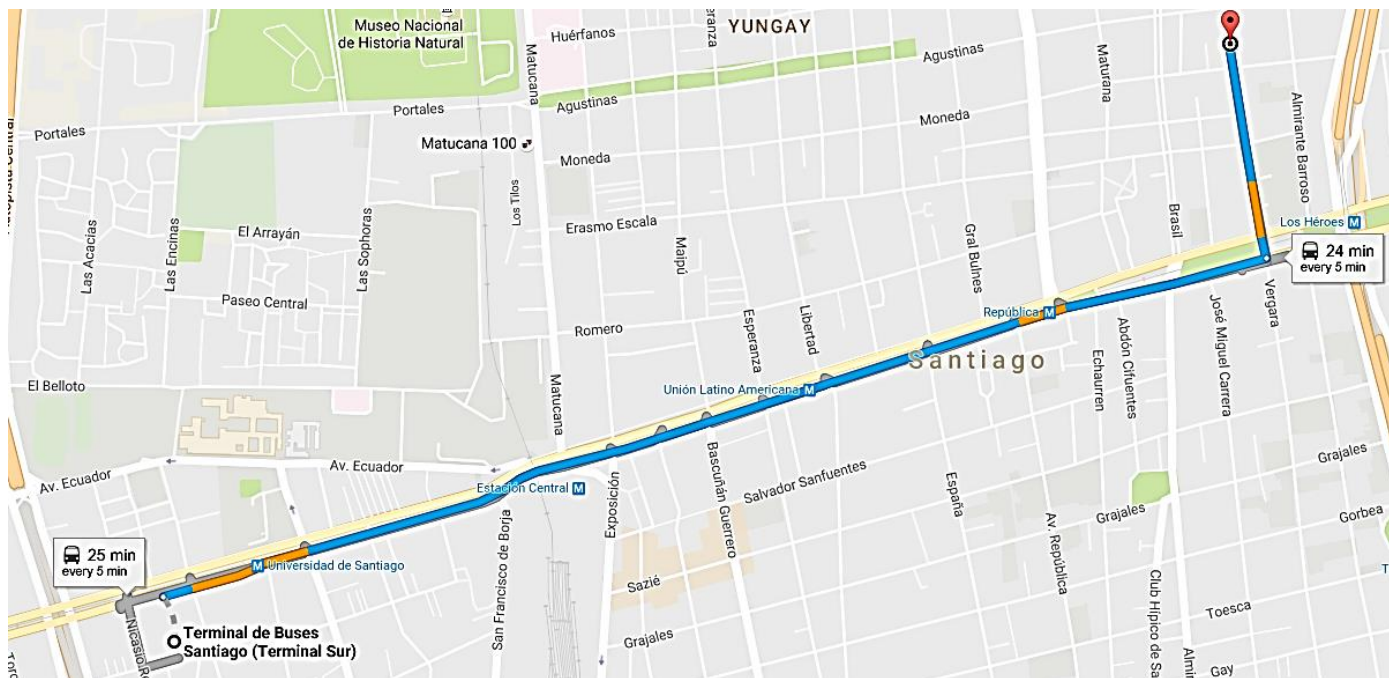 Museo Nacional
de Historia Natural
Matucana
Huérfanos
YUNGAY
Agustinas
Maturana
Portales
Agustinas
Almirante Barroso
Portales
Moneda
Matucana 100
Moneda
Los Tilos
Erasmo Escala
Brasil
Los Héroes
Las Acacias
Las Encinas
El Arrayán
Las Sophoras
Maipú
Gral Bulnes
24 min
every 5 min
Paseo Central
Romero
Esperanza
Libertad
República
Vergara
José Miguel Carrera
Abdón Cifuentes
Echaurren
Santiago
El Belloto
Matucana
Unión Latino Americana
Av. Ecuador
Av. Ecuador
Estación Central
Exposición
Bascuñán Guerrero
Salvador Sanfuentes
España
Grajales
Grajales
Gorbea
Av. República
San Francisco de Borja
25 min
every 5 min
Universidad de Santiago
Sazié
Club Hípico de Sa
Toesca
Terminal de Buses
Santiago (Terminal Sur)
Grajales
Gay